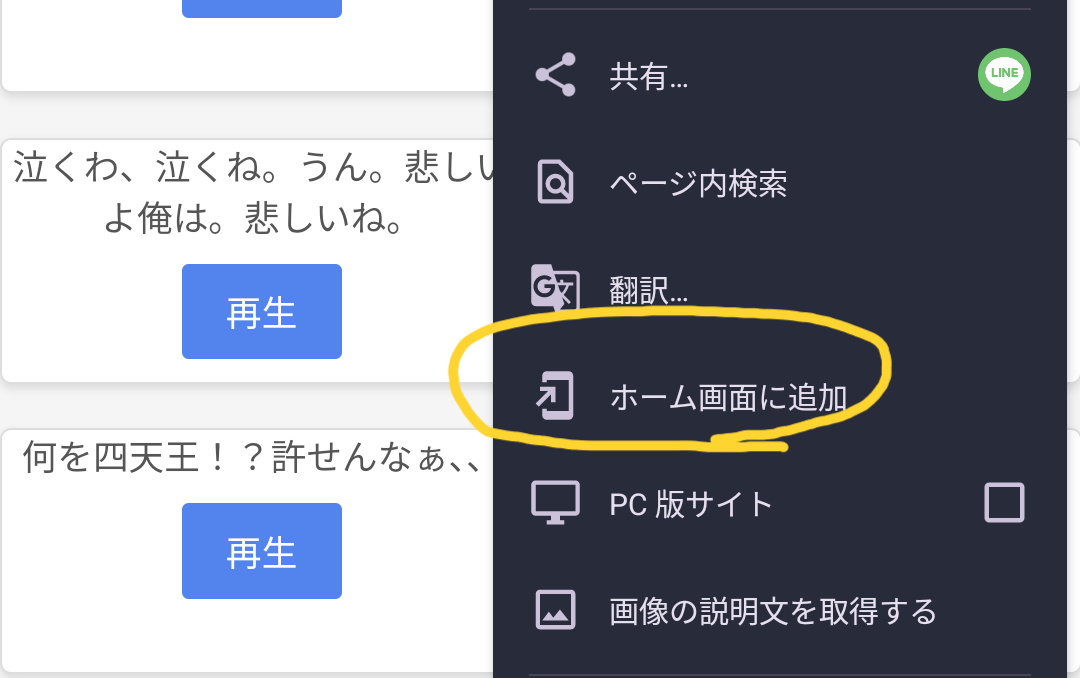 泣くわ、泣くね。うん。悲しい
よ俺は。悲しいね。
再生
何を四天王！？許せんなぁ、、
再生
共有...
LINE
ページ内検索
翻訳...
ホーム画面に追加
PC 版サイト
画像の説明文を取得する